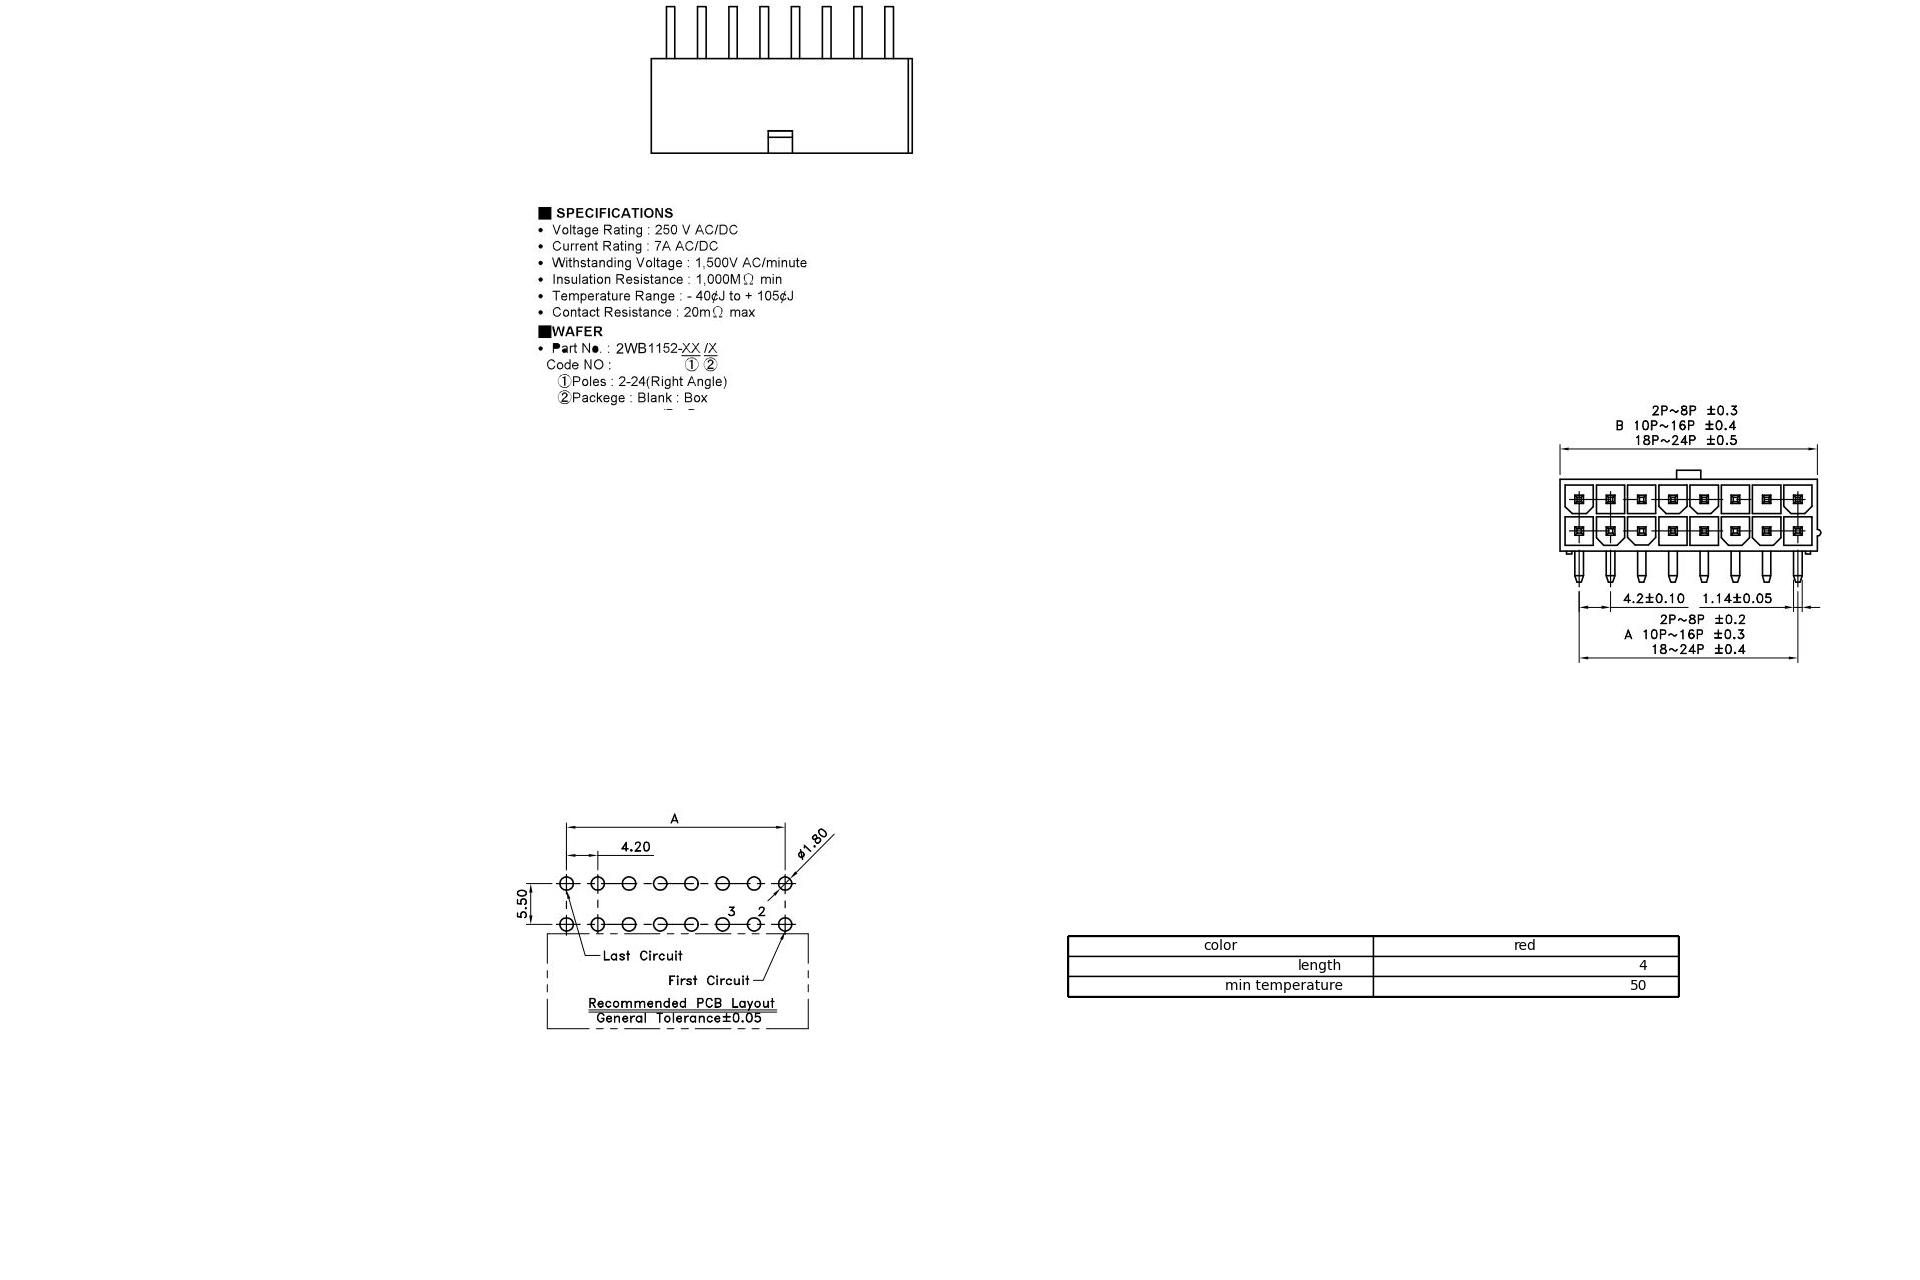 ■ SPECIFICATIONS
• Voltage Rating : 250 V AC/DC
• Current Rating : 7A AC/DC
• Withstanding Voltage : 1,500V AC/minute
• Insulation Resistance : 1,000MΩ min
• Temperature Range : - 40¢J to + 105¢J
• Contact Resistance : 20mΩ max
■WAFER
• Part No. : 2WB1152-XX /X
Code NO : ① ②
①Poles : 2-24(Right Angle)
②Packege : Blank : Box
2P~8P ±0.3
B 10P~16P ±0.4
18P~24P ±0.5
4.2±0.10 1.14±0.05
2P~8P ±0.2
A 10P~16P ±0.3
18~24P ±0.4
A
4.20
ø1.80
5.50
3 2
Last Circuit
First Circuit
Recommended PCB Layout
General Tolerance±0.05
color red
length 4
min temperature 50